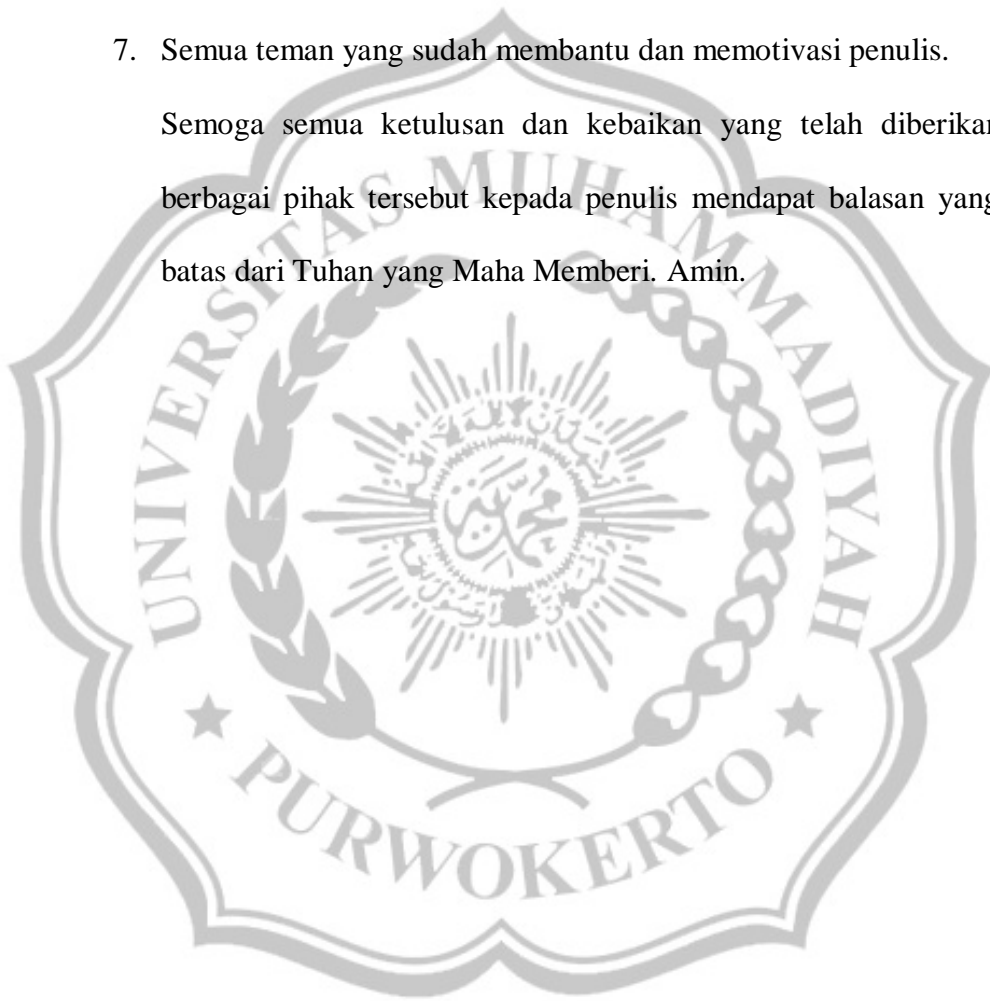 7. Semua teman yang sudah membantu dan memotivasi penulis.
Semoga semua ketulusan dan kebaikan yang telah diberikan
berbagai pihak tersebut kepada penulis mendapat balasan yang
batas dari Tuhan yang Maha Memberi. Amin.
UNIVERSITAS MUHAMMADIYAH
PURWOKERTO
محمدية